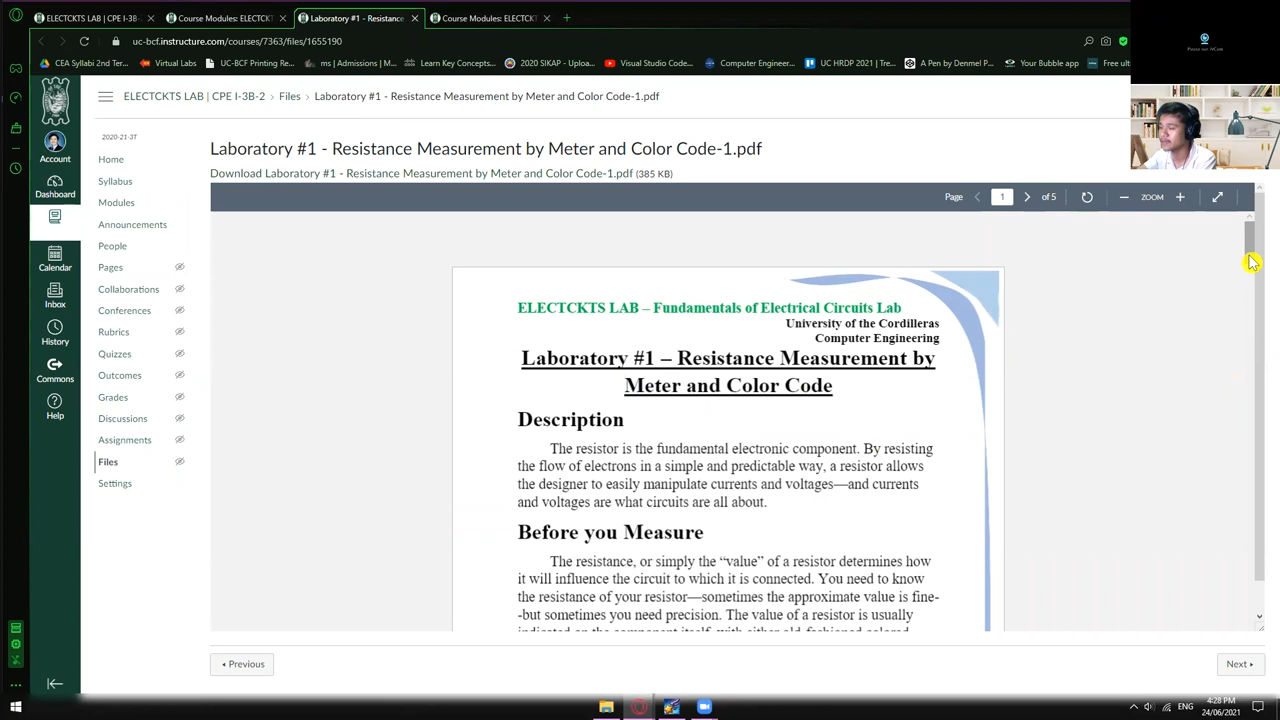 ELECTCKTS LAB | CPE I-3B-
Course Modules: ELECTCKT
Laboratory #1 - Resistance
Course Modules: ELECTCKTS
uc-bcf.instructure.com/courses/7363/files/1655190
CEA Syllabi 2nd Ter...
Virtual Labs
UC-BCF Printing Re...
ms | Admissions | M...
Learn Key Concepts...
2020 SIKAP - Uploa...
Visual Studio Code...
Computer Engineer...
UC HRDP 2021 | Tre...
A Pen by Denmel P...
Your Bubble app
Free ult
ELECTCKTS LAB | CPE I-3B-2 › Files › Laboratory #1 - Resistance Measurement by Meter and Color Code-1.pdf
2020-21-3T
Account
Dashboard
Calendar
Inbox
History
Commons
Help
Home
Syllabus
Modules
Announcements
People
Pages
Collaborations
Conferences
Rubrics
Quizzes
Outcomes
Grades
Discussions
Assignments
Files
Settings
Laboratory #1 - Resistance Measurement by Meter and Color Code-1.pdf
Download Laboratory #1 - Resistance Measurement by Meter and Color Code-1.pdf (385 KB)
Page 1 of 5 ZOOM
ELECTCKTS LAB – Fundamentals of Electrical Circuits Lab
University of the Cordilleras
Computer Engineering
Laboratory #1 – Resistance Measurement by
Meter and Color Code
Description
The resistor is the fundamental electronic component. By resisting
the flow of electrons in a simple and predictable way, a resistor allows
the designer to easily manipulate currents and voltages—and currents
and voltages are what circuits are all about.
Before you Measure
The resistance, or simply the “value” of a resistor determines how
it will influence the circuit to which it is connected. You need to know
the resistance of your resistor—sometimes the approximate value is fine-
-but sometimes you need precision. The value of a resistor is usually
indicated on the component itself, with either old-fashioned colored
Previous
Next
ENG
4:28 PM
24/06/2021